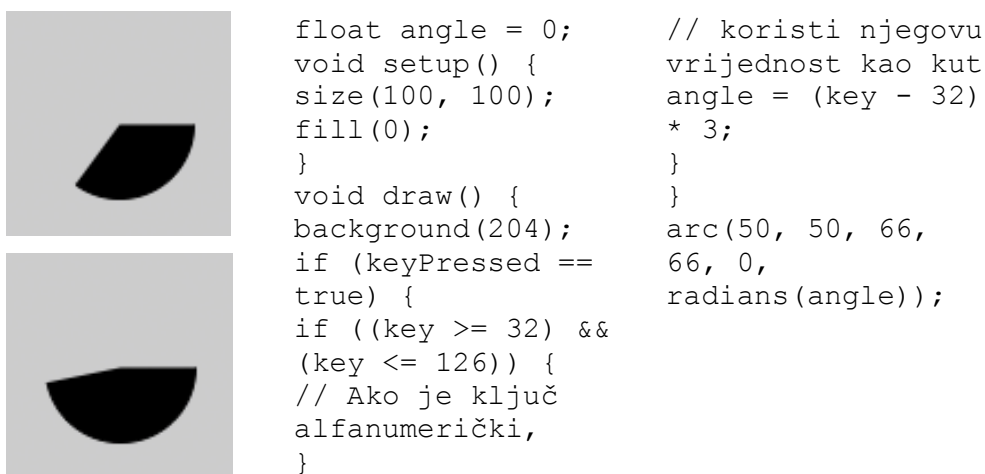 float angle = 0;
void setup() {
size(100, 100);
fill(0);
}
void draw() {
background(204);
if (keyPressed ==
true) {
if ((key >= 32) &&
(key <= 126)) {
// Ako je ključ
alfanumerički,
}
// koristi njegovu
vrijednost kao kut
angle = (key - 32)
* 3;
}
}
arc(50, 50, 66,
66, 0,
radians(angle));